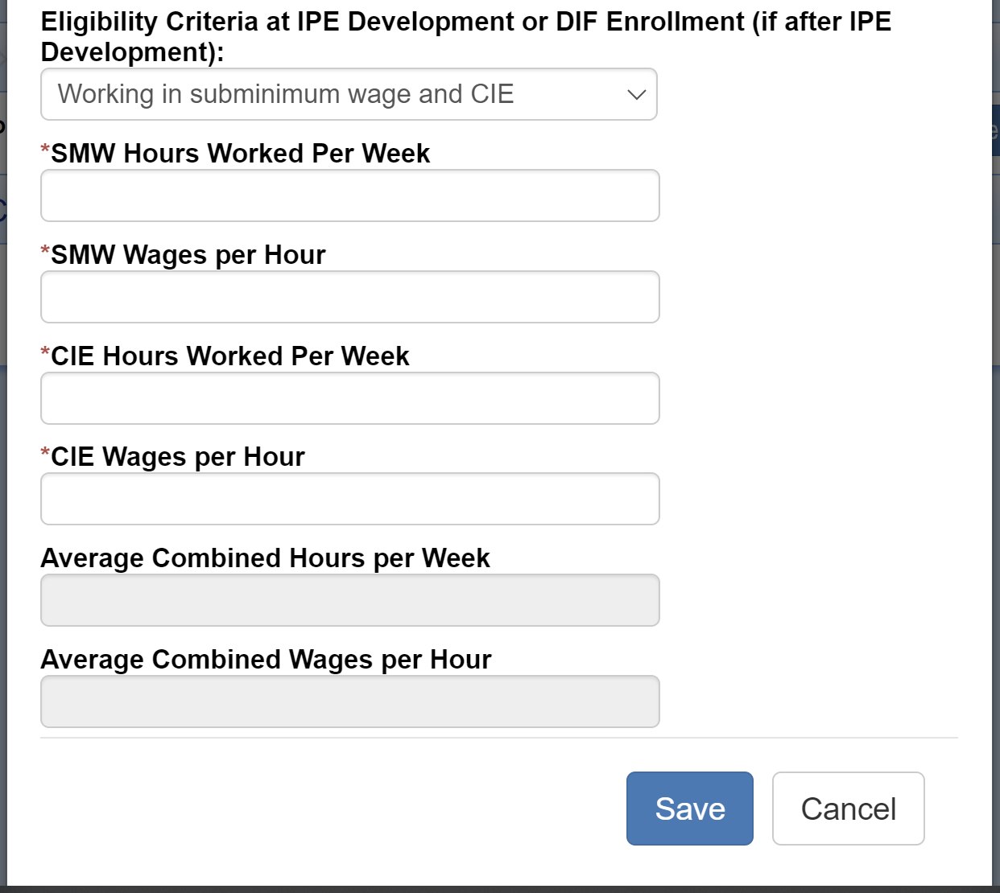 Eligibility Criteria at IPE Development or DIF Enrollment (if after IPE
Development):
Working in subminimum wage and CIE
*SMW Hours Worked Per Week
*SMW Wages per Hour
*CIE Hours Worked Per Week
*CIE Wages per Hour
Average Combined Hours per Week
Average Combined Wages per Hour
Save Cancel